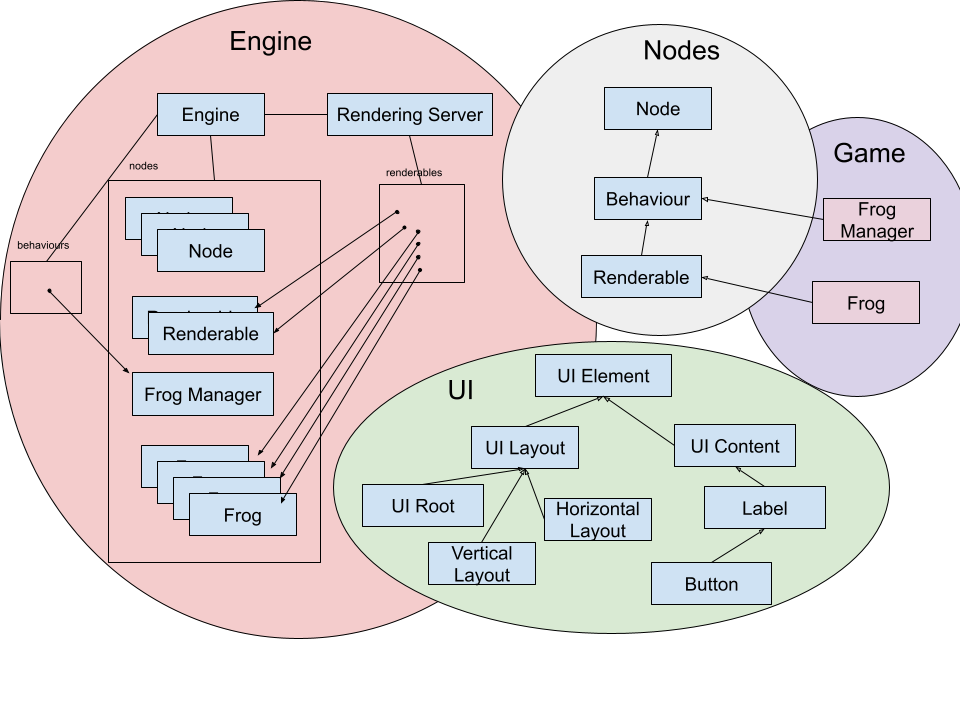 Engine
Engine
Rendering Server
nodes
renderables
behaviours
Node
Renderable
Frog Manager
Frog
Nodes
Node
Behaviour
Renderable
Game
Frog
Manager
Frog
UI
UI Element
UI Layout
UI Content
UI Root
Horizontal
Layout
Label
Vertical
Layout
Button